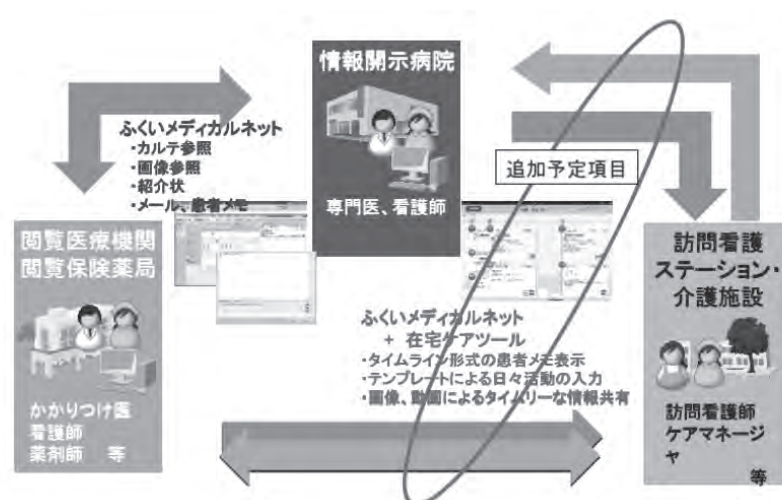 情報開示病院
専門医、看護師
ふくいメディカルネット
・カルテ参照
・画像参照
・紹介状
・メール、患者メモ
追加予定項目
閲覧医療機関
閲覧保険薬局
かかりつけ医
看護師
薬剤師 等
ふくいメディカルネット
+ 在宅ケアツール
・タイムライン形式の患者メモ表示
・テンプレートによる日々活動の入力
・画像、動画によるタイムリーな情報共有
訪問看護
ステーション・
介護施設
訪問看護師
ケアマネージ
ャ
等